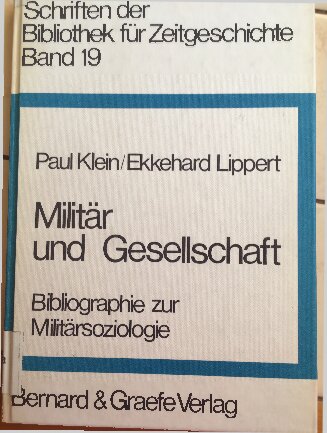 Schriften der
Bibliothek für Zeitgeschichte
Band 19
Paul Klein/Ekkehard Lippert
Militär
und Gesellschaft
Bibliographie zur
Militärsoziologie
Bernard & Graefe Verlag